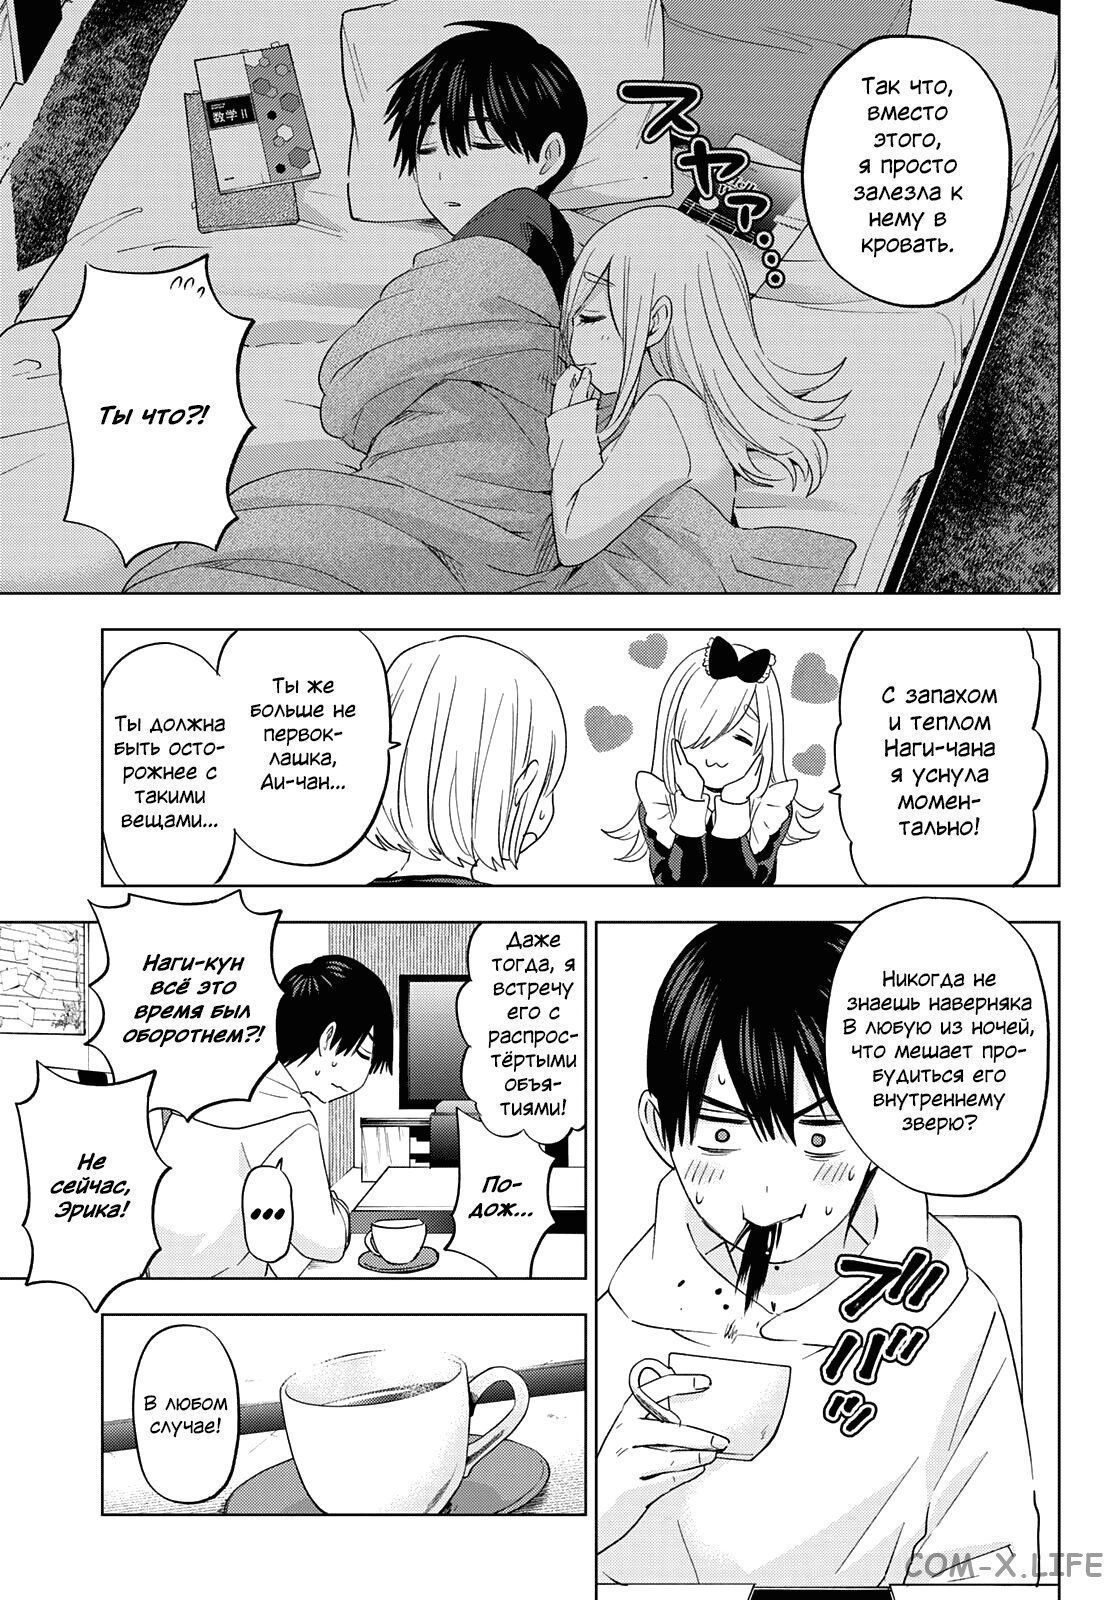 Так что,
вместо
этого,
я просто
залезла к
нему в
кровать.
スヤァ...
数学 II
Ты что?!
С запахом
и теплом
Наги-чана
я уснула
момен-
тально!
Ты же
больше не
первок-
лашка,
Аи-чан...
Ты должна
быть осто-
рожнее с
такими
вещами...
Никогда не
знаешь наверняка
В любую из ночей,
что мешает про-
будиться его
внутреннему
зверю?
ブバッ
Даже
тогда, я
встречу
его с
распрос-
тёртыми
объя-
тиями!
По-
дож...
Наги-кун
всё это
время был
оборотнем?!
...
Не
сейчас,
Эрика!
В любом
случае!
COM-X.LIFE